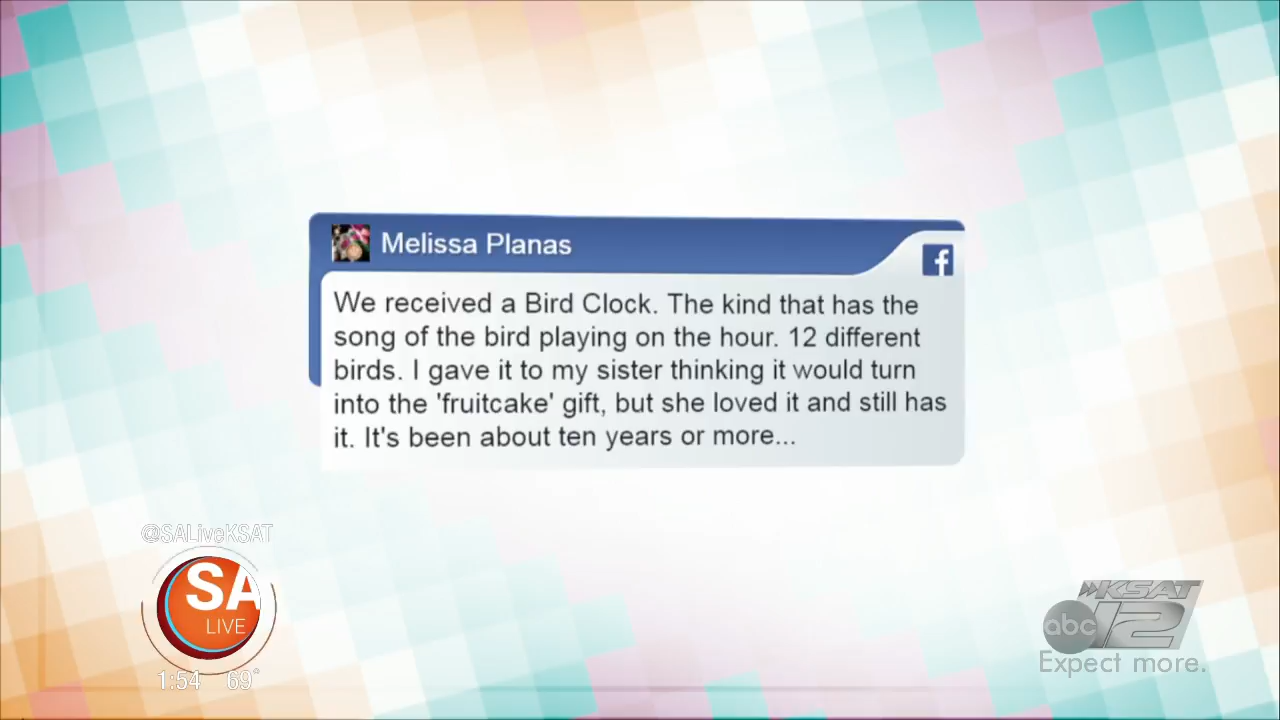 Melissa Planas
f
We received a Bird Clock. The kind that has the
song of the bird playing on the hour. 12 different
birds. I gave it to my sister thinking it would turn
into the 'fruitcake' gift, but she loved it and still has
it. It's been about ten years or more...
@SALiveKSAT
SA
LIVE
1:54 69°
KSAT
abc 12
Expect more.